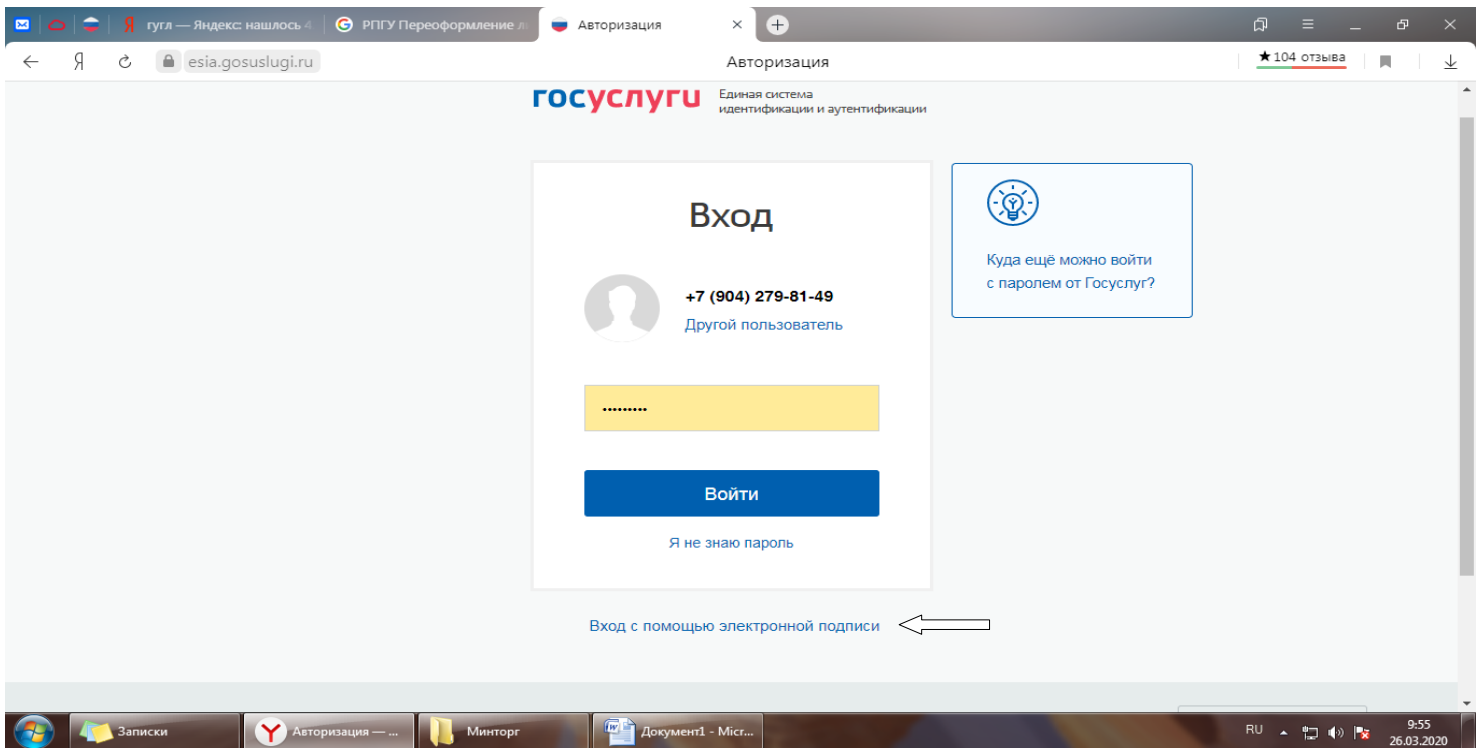 Я гугл — Яндекс: нашлось 4
G РПГУ Переоформление л
Авторизация
Я
esia.gosuslugi.ru
Авторизация
★104 отзыва
госуслуги
Единая система
идентификации и аутентификации
Вход
+7 (904) 279-81-49
Другой пользователь
•••••••••
Войти
Я не знаю пароль
Куда ещё можно войти
с паролем от Госуслуг?
Вход с помощью электронной подписи
Записки
Авторизация — ...
Минторг
Документ1 - Micr...
RU
9:55
26.03.2020